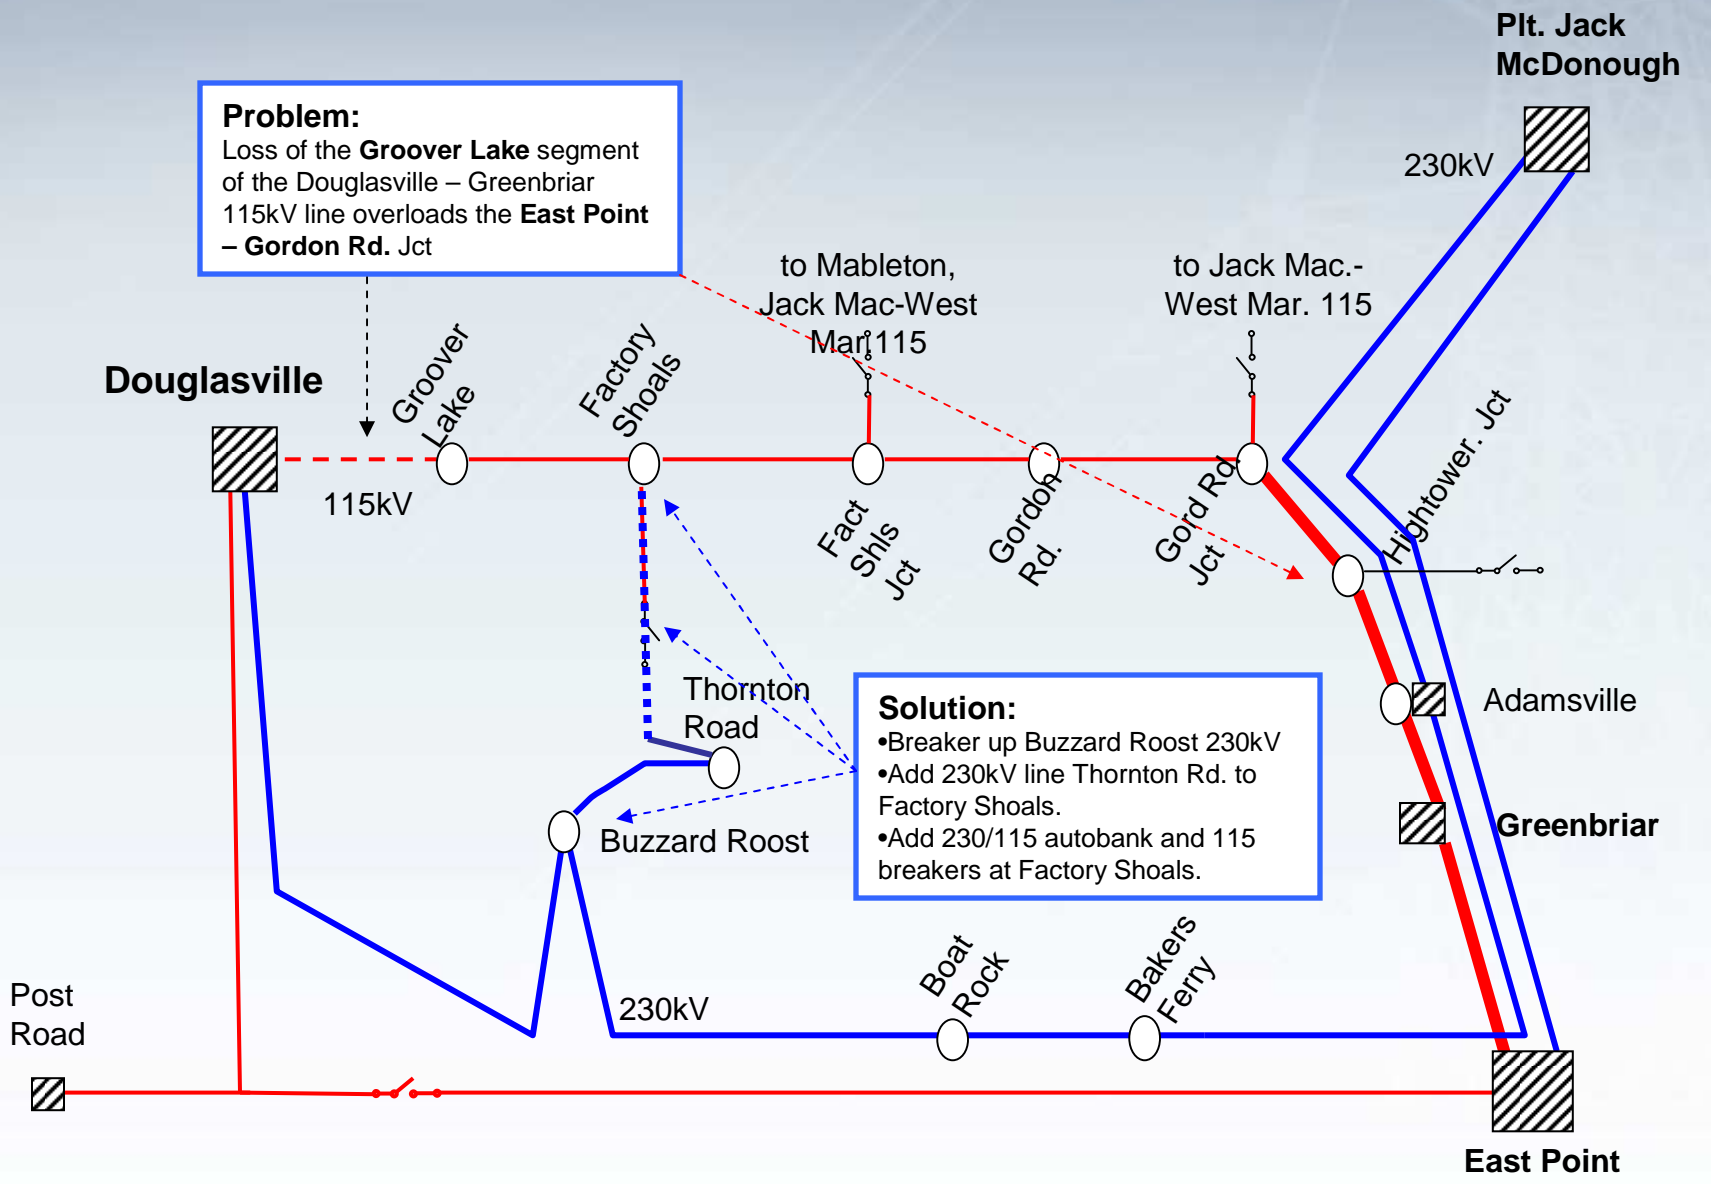 Plt. Jack
McDonough
Problem:
Loss of the Groover Lake segment
of the Douglasville – Greenbriar
115kV line overloads the East Point
– Gordon Rd. Jct
230kV
to Mableton,
Jack Mac-West
Mar.115
to Jack Mac.-
West Mar. 115
Douglasville
Groover
Lake
Factory
Shoals
115kV
Fact
Shls
Jct
Gordon
Rd.
Gord Rd.
Jct
Hightower. Jct
Thornton
Road
Solution:
•Breaker up Buzzard Roost 230kV
•Add 230kV line Thornton Rd. to
Factory Shoals.
•Add 230/115 autobank and 115
breakers at Factory Shoals.
Adamsville
Greenbriar
Buzzard Roost
Boat
Rock
Bakers
Ferry
230kV
Post
Road
East Point